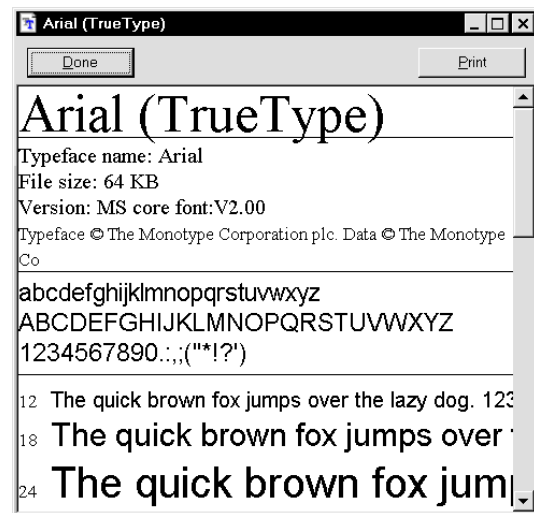 Arial (TrueType)
Done Print
Arial (TrueType)
Typeface name: Arial
File size: 64 KB
Version: MS core font:V2.00
Typeface © The Monotype Corporation plc. Data © The Monotype
Co
abcdefghijklmnopqrstuvwxyz
ABCDEFGHIJKLMNOPQRSTUVWXYZ
1234567890.:,;("*!?')
12 The quick brown fox jumps over the lazy dog. 123
18 The quick brown fox jumps over
24 The quick brown fox jum